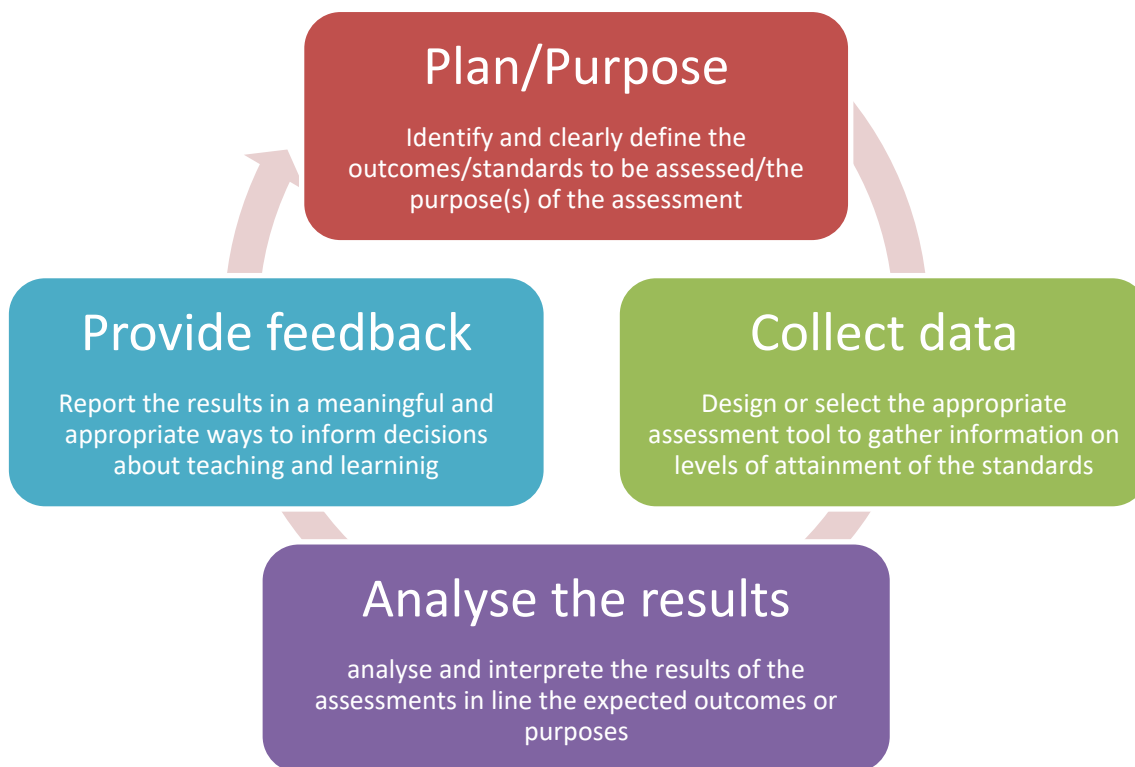 Plan/Purpose
Identify and clearly define the
outcomes/standards to be assessed/the
purpose(s) of the assessment
Provide feedback
Report the results in a meaningful and
appropriate ways to inform decisions
about teaching and learninig
Collect data
Design or select the appropriate
assessment tool to gather information on
levels of attainment of the standards
Analyse the results
analyse and interprete the results of the
assessments in line the expected outcomes or
purposes